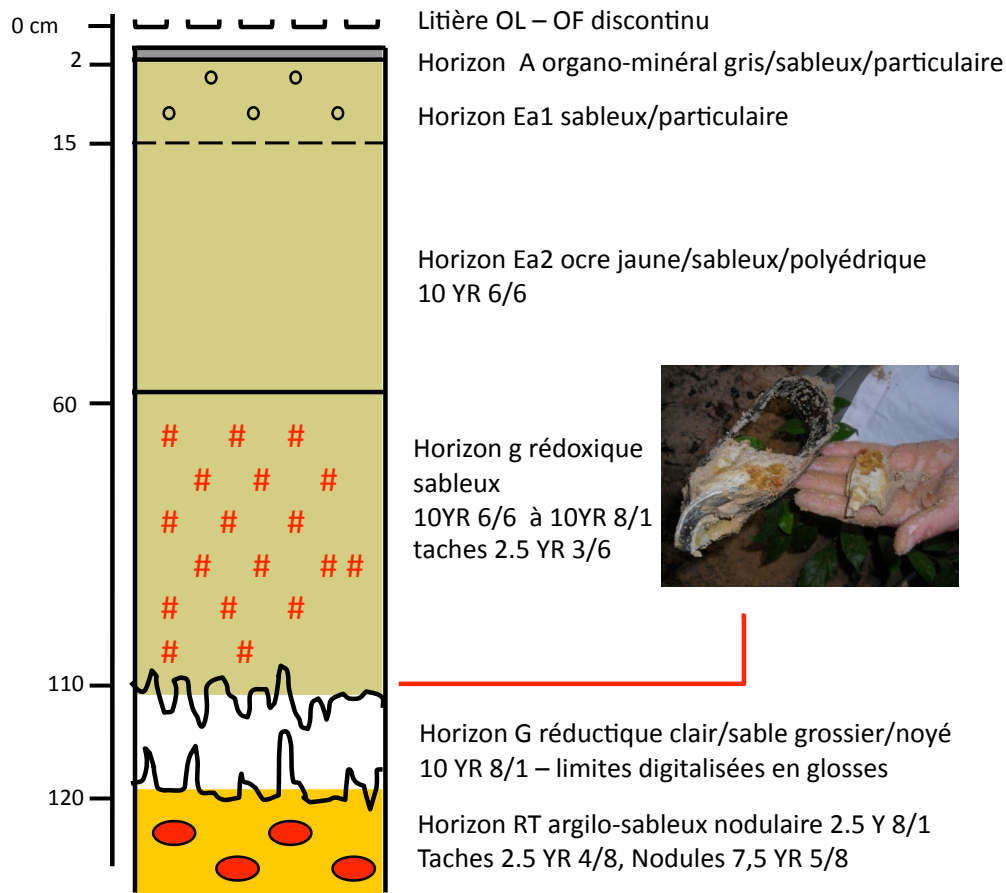 0 cm
Litière OL – OF discontinu
2
Horizon  A organo-minéral gris/sableux/particulaire
Horizon Ea1 sableux/particulaire
15
Horizon Ea2 ocre jaune/sableux/polyédrique
10 YR 6/6
60
# # #
# # #
# # #
# # # #
# # #
# #
Horizon g rédoxique
sableux
10YR 6/6  à 10YR 8/1
taches 2.5 YR 3/6
110
Horizon G réductique clair/sable grossier/noyé
10 YR 8/1 – limites digitalisées en glosses
120
Horizon RT argilo-sableux nodulaire 2.5 Y 8/1
Taches 2.5 YR 4/8, Nodules 7,5 YR 5/8